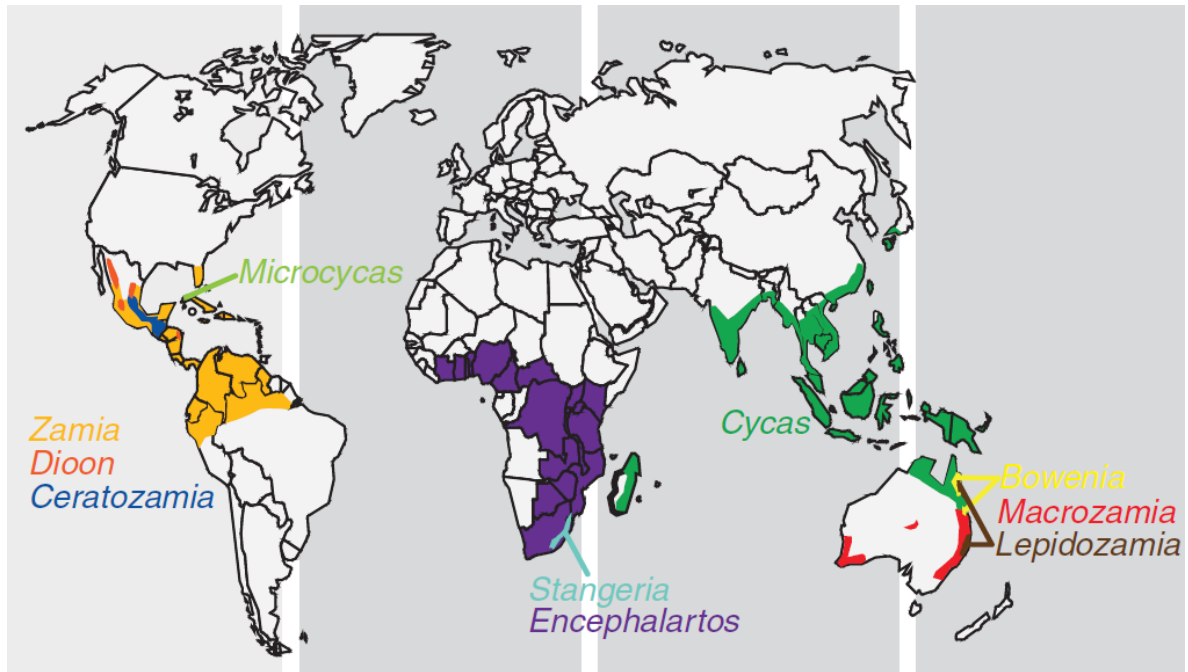 Microcycas
Zamia
Dioon
Ceratozamia
Cycas
Bowenia
Macrozamia
Lepidozamia
Stangeria
Encephalartos